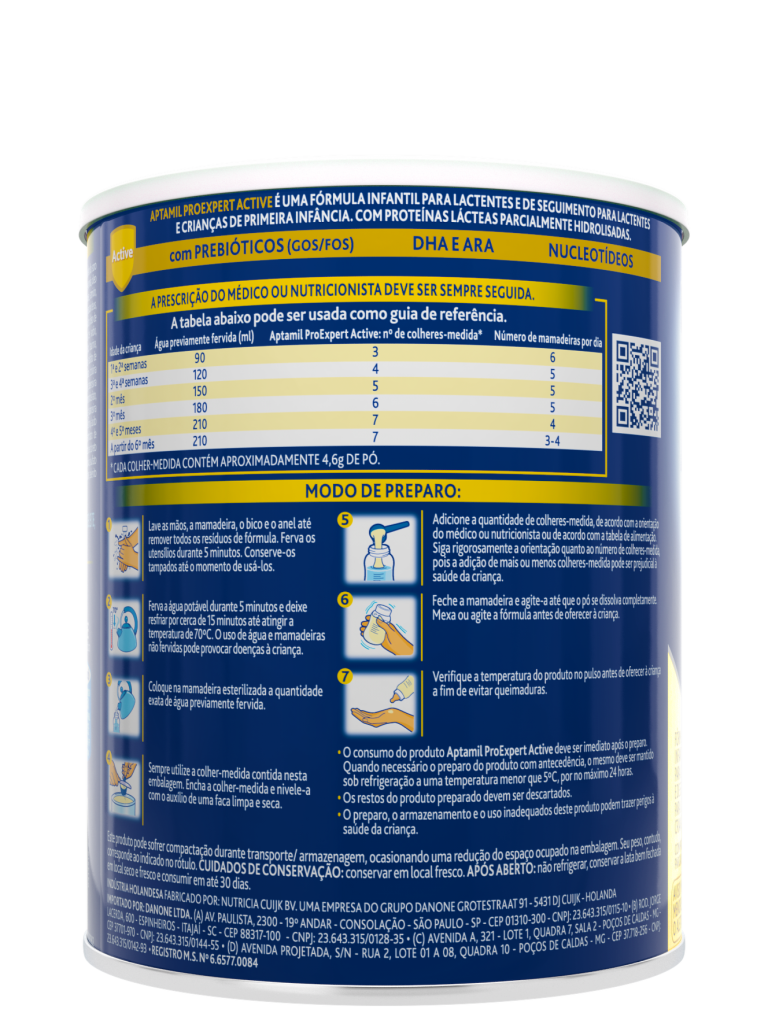 APTAMIL PROEXPERT ACTIVE É UMA FÓRMULA INFANTIL PARA LACTENTES E DE SEGUIMENTO PARA LACTENTES
E CRIANÇAS DE PRIMEIRA INFÂNCIA. COM PROTEÍNAS LÁCTEAS PARCIALMENTE HIDROLISADAS.
Active
com PREBIÓTICOS (GOS/FOS) DHA E ARA NUCLEOTÍDEOS
A PRESCRIÇÃO DO MÉDICO OU NUTRICIONISTA DEVE SER SEMPRE SEGUIDA.
A tabela abaixo pode ser usada como guia de referência.
Idade da criança Água previamente fervida (ml) Aptamil ProExpert Active: nº de colheres-medida* Número de mamadeiras por dia
1ª e 2ª semanas 90 3 6
3ª e 4ª semanas 120 4 5
2º mês 150 5 5
3º mês 180 6 5
4º e 5º meses 210 7 4
A partir do 6º mês 210 7 3-4
*CADA COLHER-MEDIDA CONTÉM APROXIMADAMENTE 4,6g DE PÓ.
MODO DE PREPARO:
1
Lave as mãos, a mamadeira, o bico e o anel até
remover todos os resíduos de fórmula. Ferva os
utensílios durante 5 minutos. Conserve-os
tampados até o momento de usá-los.
2
Ferva a água potável durante 5 minutos e deixe
resfriar por cerca de 15 minutos até atingir a
temperatura de 70ºC. O uso de água e mamadeiras
não fervidas pode provocar doenças à criança.
3
Coloque na mamadeira esterilizada a quantidade
exata de água previamente fervida.
4
Sempre utilize a colher-medida contida nesta
embalagem. Encha a colher-medida e nivele-a
com o auxílio de uma faca limpa e seca.
5
Adicione a quantidade de colheres-medida, de acordo com a orientação
do médico ou nutricionista ou de acordo com a tabela de alimentação.
Siga rigorosamente a orientação quanto ao número de colheres-medida,
pois a adição de mais ou menos colheres-medida pode ser prejudicial à
saúde da criança.
6
Feche a mamadeira e agite-a até que o pó se dissolva completamente.
Mexa ou agite a fórmula antes de oferecer à criança.
7
Verifique a temperatura do produto no pulso antes de oferecer à criança
a fim de evitar queimaduras.
• O consumo do produto Aptamil ProExpert Active deve ser imediato após o preparo.
Quando necessário o preparo do produto com antecedência, o mesmo deve ser mantido
sob refrigeração a uma temperatura menor que 5ºC, por no máximo 24 horas.
• Os restos do produto preparado devem ser descartados.
• O preparo, o armazenamento e o uso inadequados deste produto podem trazer perigos à
saúde da criança.
Este produto pode sofrer compactação durante transporte/ armazenagem, ocasionando uma redução do espaço ocupado na embalagem. Seu peso, contudo,
corresponde ao indicado no rótulo. CUIDADOS DE CONSERVAÇÃO: conservar em local fresco. APÓS ABERTO: não refrigerar, conservar a lata bem fechada
em local seco e fresco e consumir em até 30 dias.
INDÚSTRIA HOLANDESA FABRICADO POR: NUTRICIA CUIJK BV. UMA EMPRESA DO GRUPO DANONE GROTESTRAAT 91 - 5431 DJ CUIJK - HOLANDA
IMPORTADO POR: DANONE LTDA. (A) AV. PAULISTA, 2300 - 19º ANDAR - CONSOLAÇÃO - SÃO PAULO - SP - CEP 01310-300 - CNPJ: 23.643.315/0115-10 • (B) ROD. JORGE
LACERDA, 600 - ESPINHEIROS - ITAJAÍ - SC - CEP 88317-100 - CNPJ: 23.643.315/0128-35 • (C) AVENIDA A, 321 - LOTE 1, QUADRA 7, SALA 2 - POÇOS DE CALDAS - MG -
CEP 37701-970 - CNPJ: 23.643.315/0144-55 • (D) AVENIDA PROJETADA, S/N - RUA 2, LOTE 01 A 08, QUADRA 10 - POÇOS DE CALDAS - MG - CEP 37.718-256 - CNPJ:
23.643.315/0142-93 • REGISTRO M.S. Nº 6.6577.0084